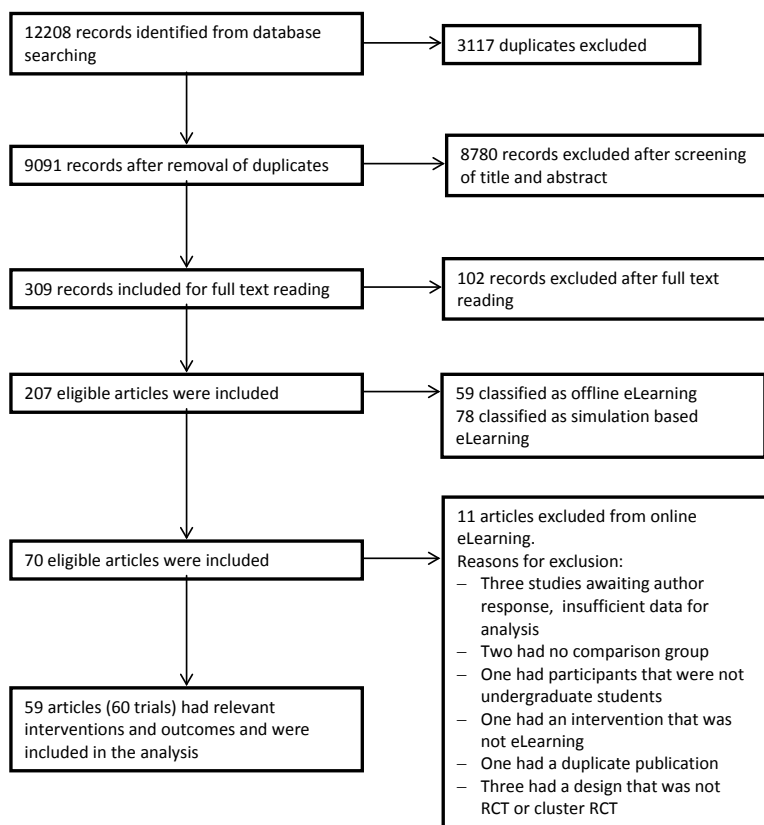 12208 records identified from database
searching
3117 duplicates excluded
9091 records after removal of duplicates
8780 records excluded after screening
of title and abstract
309 records included for full text reading
102 records excluded after full text
reading
207 eligible articles were included
59 classified as offline eLearning
78 classified as simulation based
eLearning
70 eligible articles were included
11 articles excluded from online
eLearning.
Reasons for exclusion:
– Three studies awaiting author
response, insufficient data for
analysis
– Two had no comparison group
– One had participants that were not
undergraduate students
– One had an intervention that was
not eLearning
– One had a duplicate publication
– Three had a design that was not
RCT or cluster RCT
59 articles (60 trials) had relevant
interventions and outcomes and were
included in the analysis